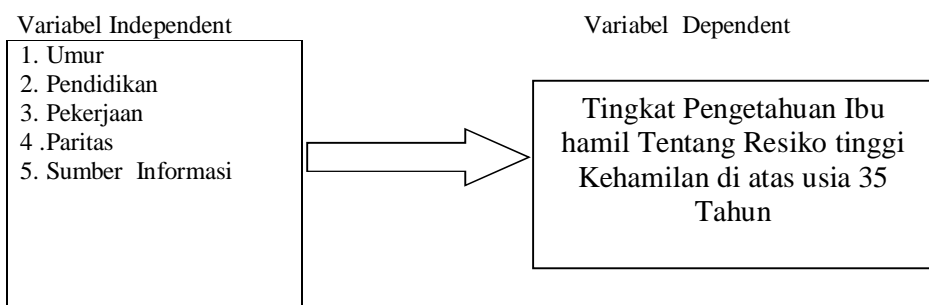 Variabel Independent
1. Umur
2. Pendidikan
3. Pekerjaan
4 .Paritas
5. Sumber Informasi
Variabel Dependent
Tingkat Pengetahuan Ibu
hamil Tentang Resiko tinggi
Kehamilan di atas usia 35
Tahun